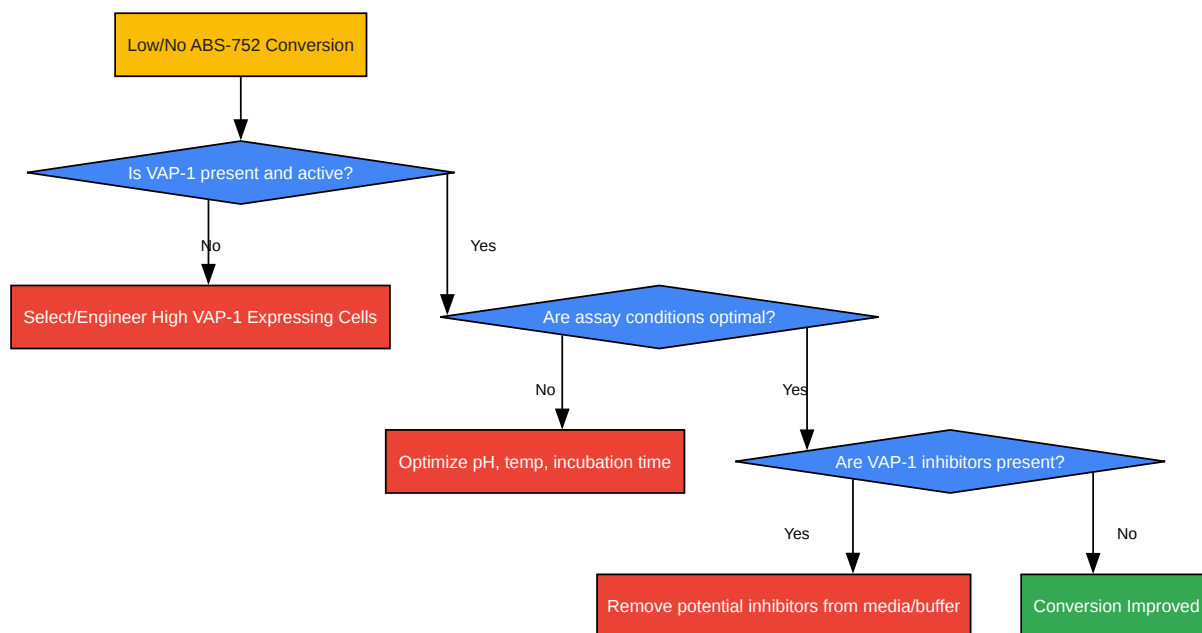 Low/No ABS-752 Conversion
Is VAP-1 present and active?
No
Yes
Select/Engineer High VAP-1 Expressing Cells
Are assay conditions optimal?
No
Yes
Optimize pH, temp, incubation time
Are VAP-1 inhibitors present?
Yes
No
Remove potential inhibitors from media/buffer
Conversion Improved